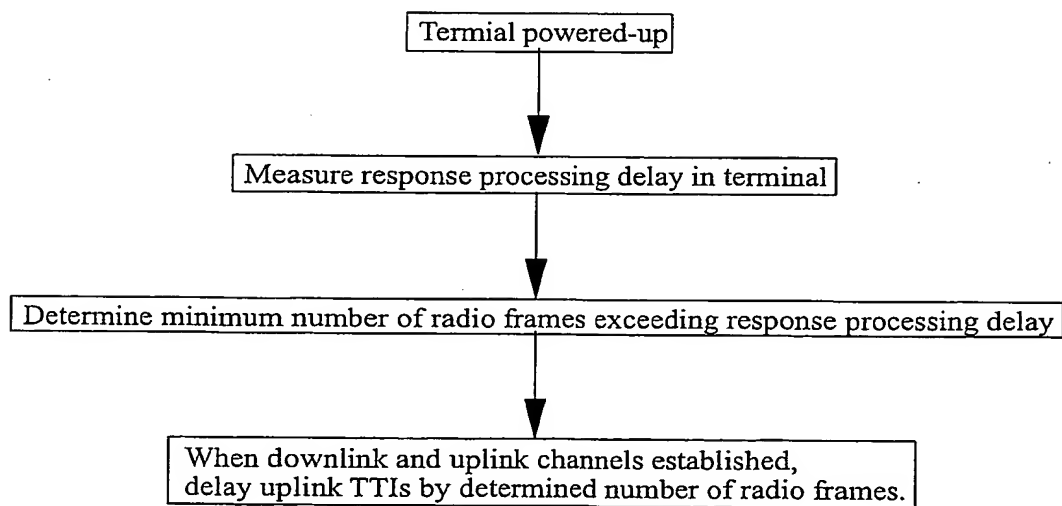 Termial powered-up
Measure response processing delay in terminal
Determine minimum number of radio frames exceeding response processing delay
When downlink and uplink channels established,
delay uplink TTIs by determined number of radio frames.